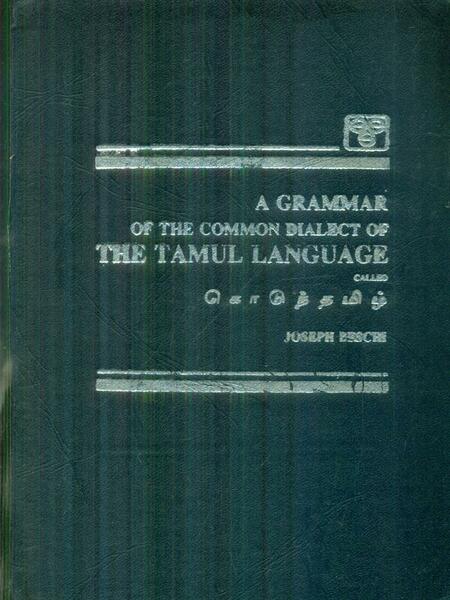 A GRAMMAR
OF THE COMMON DIALECT OF
THE TAMUL LANGUAGE
CALLED
கொடுந்தமிழ்
JOSEPH BESCHI